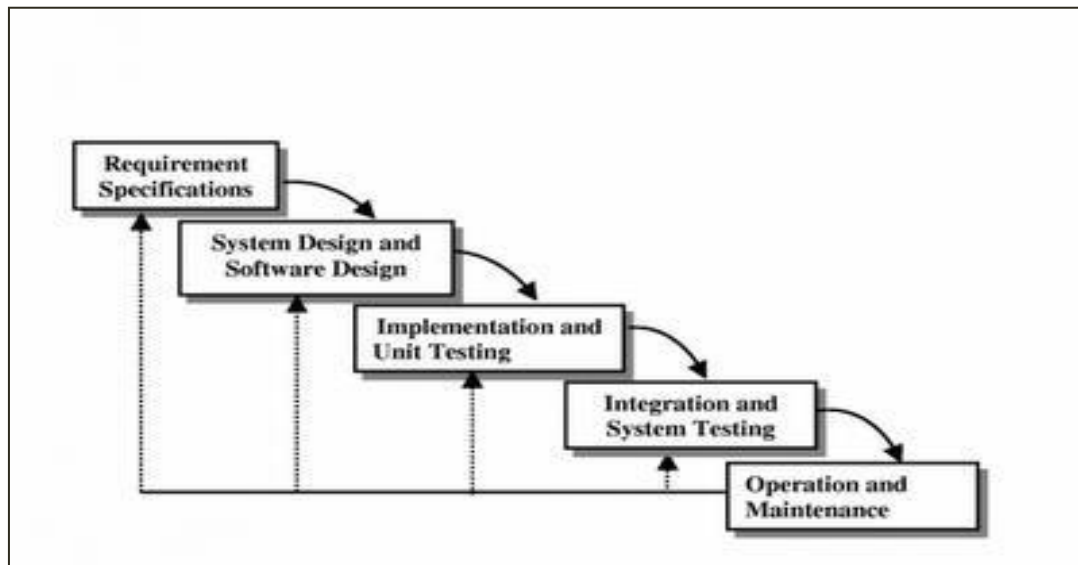 Requirement
Specifications
System Design and
Software Design
Implementation and
Unit Testing
Integration and
System Testing
Operation and
Maintenance